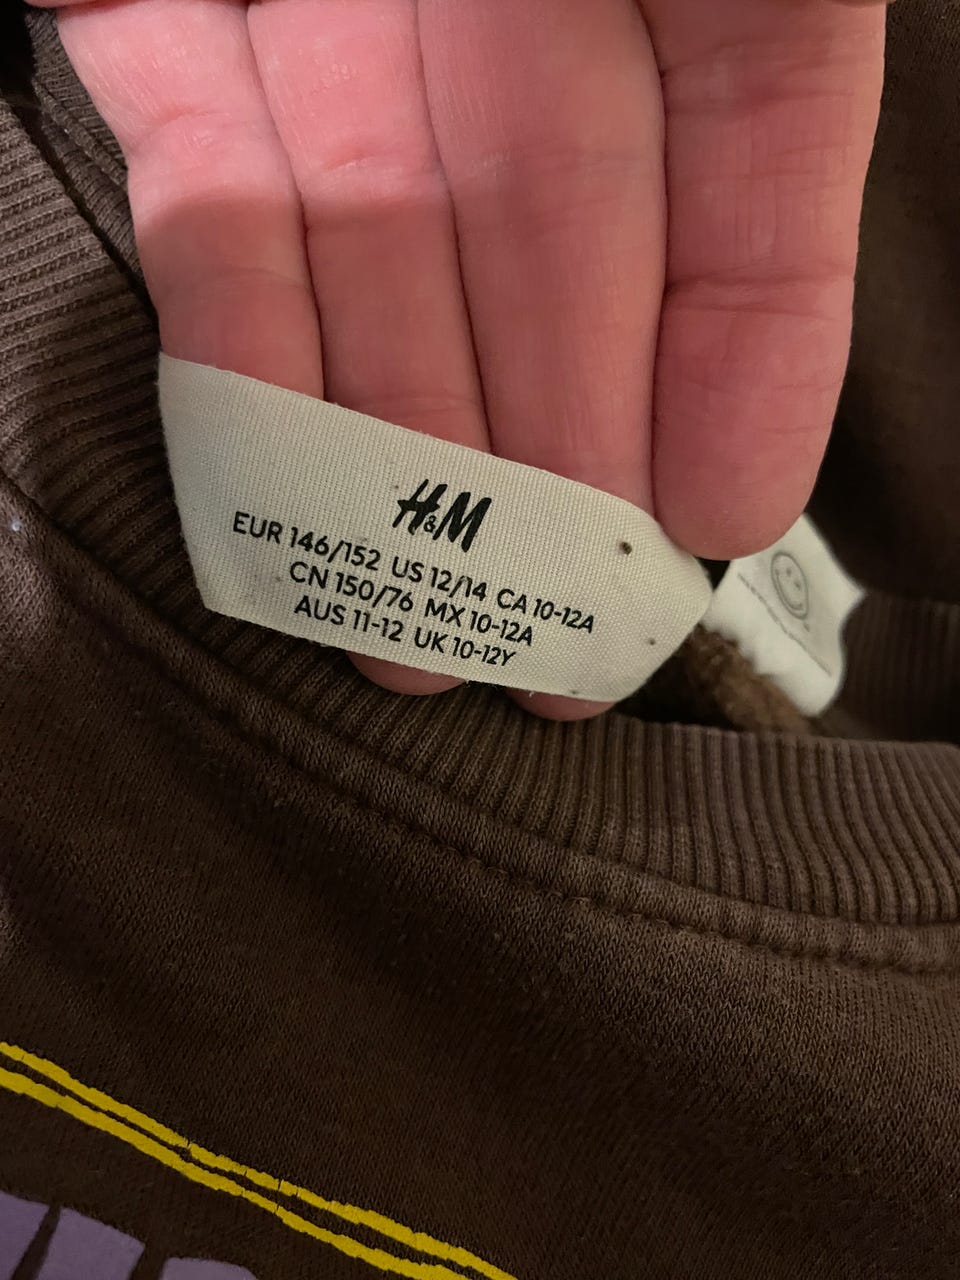 H&M
EUR 146/152 US 12/14 CA 10-12A
CN 150/76 MX 10-12A
AUS 11-12 UK 10-12Y